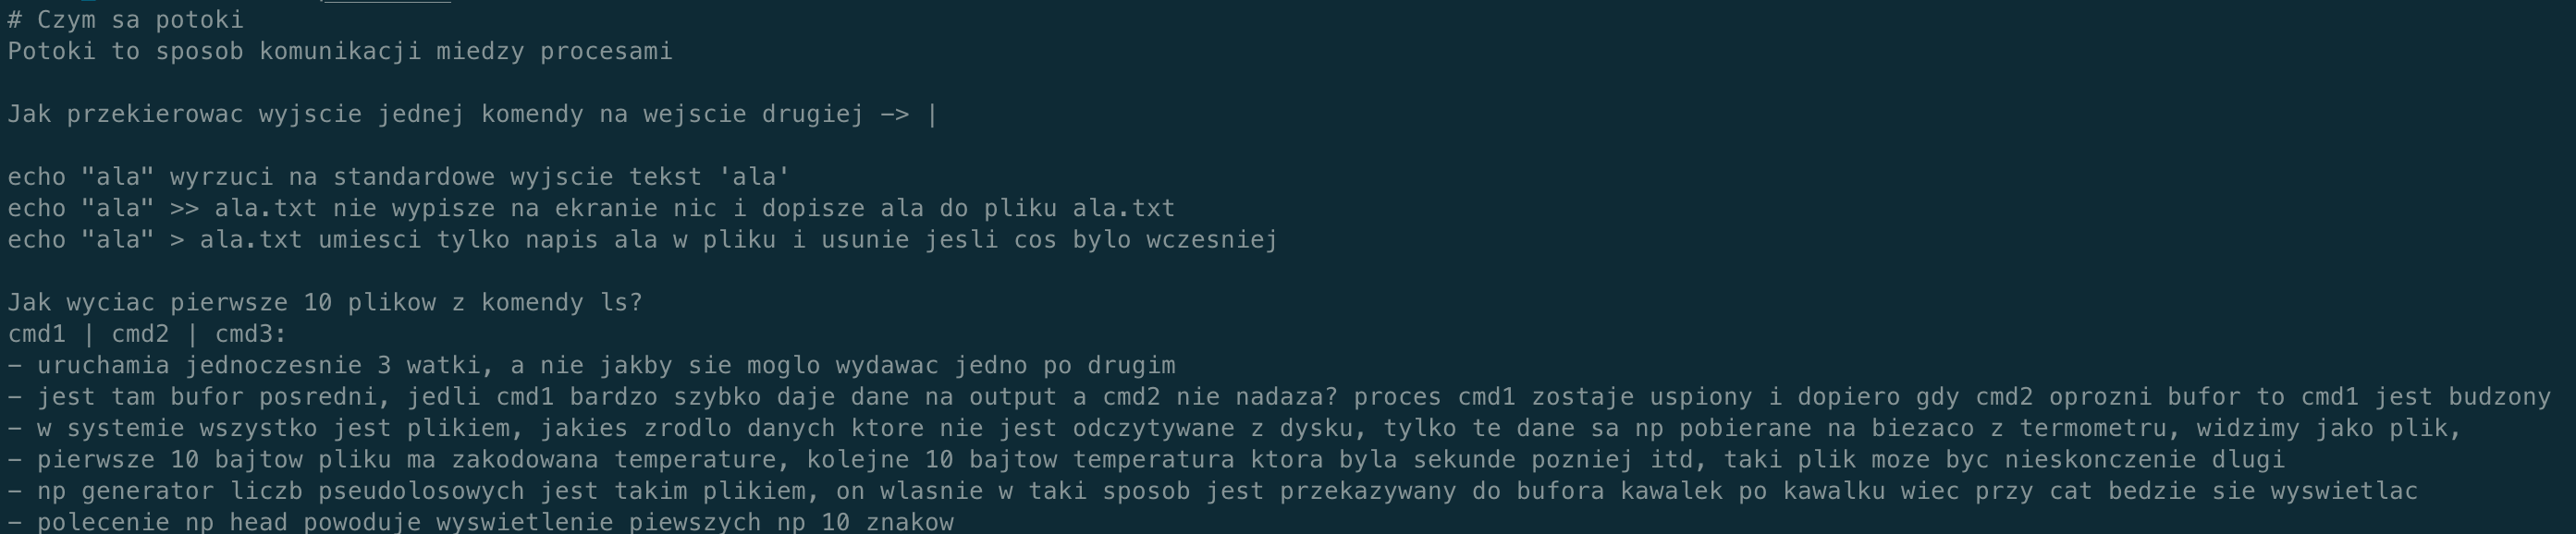 # Czym sa potoki
Potoki to sposob komunikacji miedzy procesami
Jak przekierowac wyjscie jednej komendy na wejscie drugiej -> |
echo "ala" wyrzuci na standardowe wyjscie tekst 'ala'
echo "ala" >> ala.txt nie wypisze na ekranie nic i dopisze ala do pliku ala.txt
echo "ala" > ala.txt umiesci tylko napis ala w pliku i usunie jesli cos bylo wczesniej
Jak wyciac pierwsze 10 plikow z komendy ls?
cmd1 | cmd2 | cmd3:
- uruchamia jednoczesnie 3 watki, a nie jakby sie moglo wydawac jedno po drugim
- jest tam bufor posredni, jedli cmd1 bardzo szybko daje dane na output a cmd2 nie nadaza? proces cmd1 zostaje uspiony i dopiero gdy cmd2 oprozni bufor to cmd1 jest budzony
- w systemie wszystko jest plikiem, jakies zrodlo danych ktore nie jest odczytywane z dysku, tylko te dane sa np pobierane na biezaco z termometru, widzimy jako plik,
- pierwsze 10 bajtow pliku ma zakodowana temperature, kolejne 10 bajtow temperatura ktora byla sekunde pozniej itd, taki plik moze byc nieskonczenie dlugi
- np generator liczb pseudolosowych jest takim plikiem, on wlasnie w taki sposob jest przekazywany do bufora kawalek po kawalku wiec przy cat bedzie sie wyswietlac
- polecenie np head powoduje wyswietlenie piewszych np 10 znakow